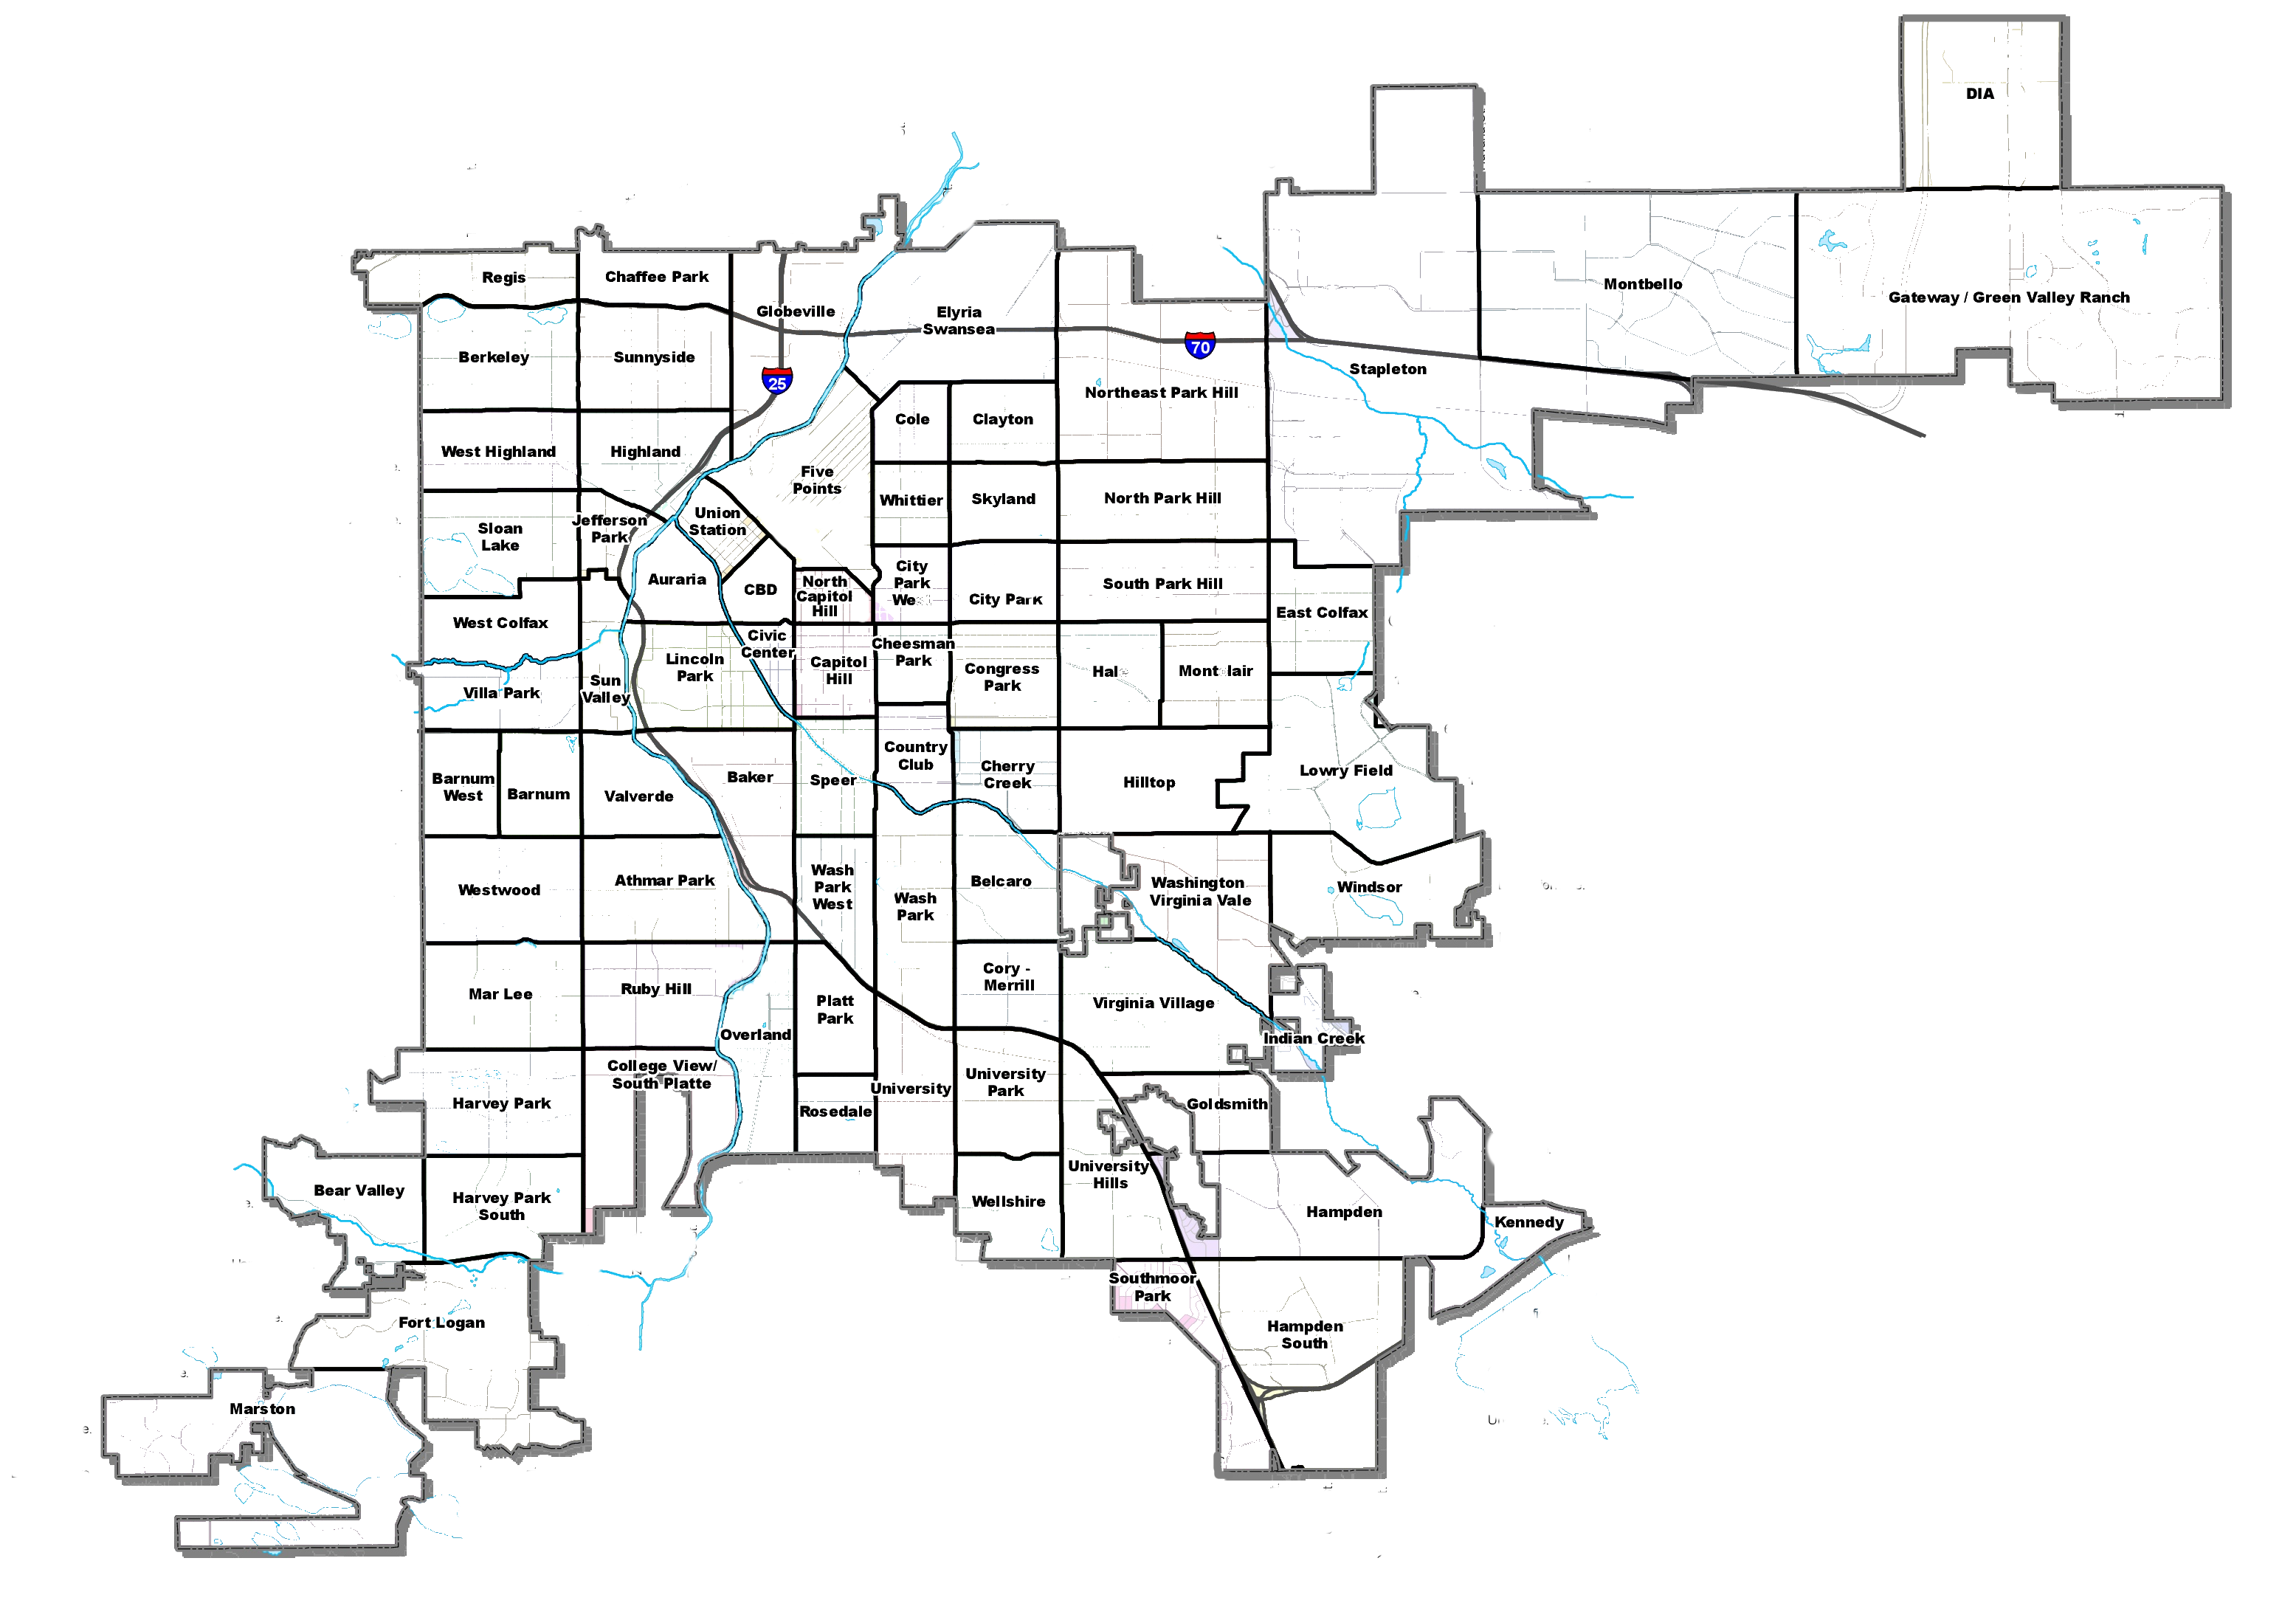 DIA
Regis
Chaffee Park
Globeville
Elyria
Swansea
Montbello
Gateway / Green Valley Ranch
Berkeley
Sunnyside
25
70
Stapleton
Northeast Park Hill
Cole
Clayton
West Highland
Highland
Five
Points
Whittier
Skyland
North Park Hill
Sloan
Lake
Jefferson
Park
Union
Station
Auraria
CBD
North
Capitol
Hill
City
Park
City Park
South Park Hill
East Colfax
West Colfax
Civic
Center
Lincoln
Park
Capitol
Hill
Cheesman
Park
Congress
Park
Villa Park
Sun
Valley
Barnum
West
Barnum
Valverde
Baker
Speer
Country
Club
Cherry
Creek
Hilltop
Lowry Field
Westwood
Athmar Park
Wash
Park
West
Wash
Park
Belcaro
Washington
Virginia Vale
Windsor
Mar Lee
Ruby Hill
Overland
Platt
Park
Cory -
Merrill
Virginia Village
Indian Creek
College View/
South Platte
Harvey Park
Rosedale
University
University
Park
Goldsmith
Bear Valley
Harvey Park
South
Wellshire
University
Hills
Hampden
Kennedy
Southmoor
Park
Hampden
South
Fort Logan
Marston